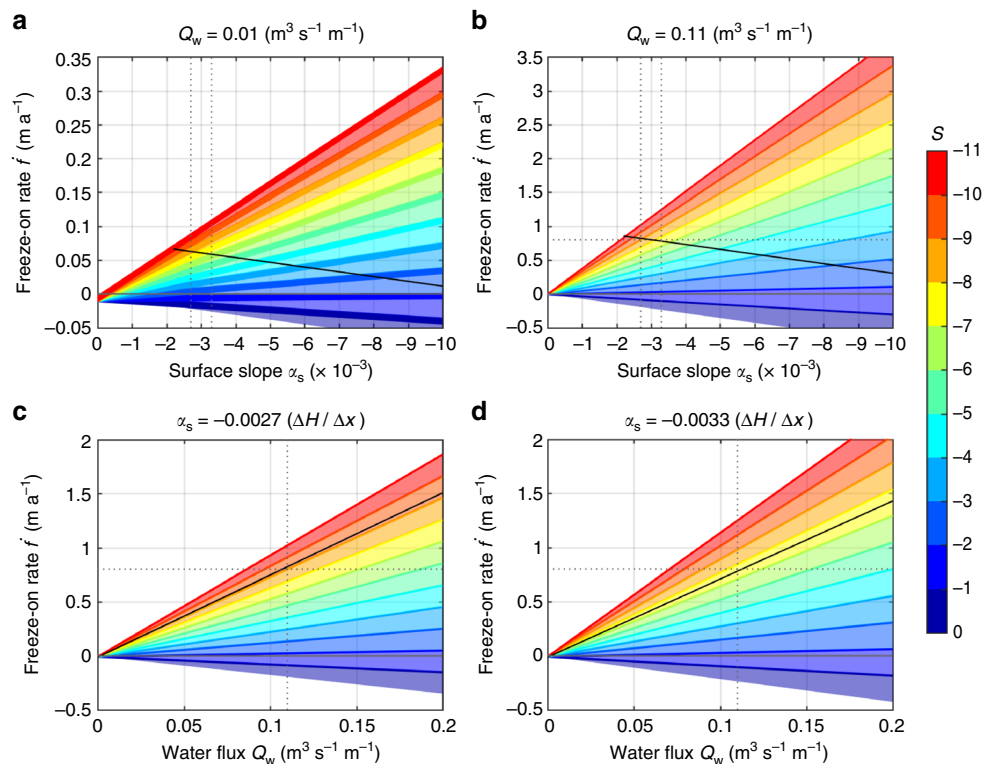 a
Q_w = 0.01 (m³ s⁻¹ m⁻¹)
Freeze-on rate ḟ (m a⁻¹)
0.35
0.3
0.25
0.2
0.15
0.1
0.05
0
−0.05
0 −1 −2 −3 −4 −5 −6 −7 −8 −9 −10
Surface slope α_s (× 10⁻³)
b
Q_w = 0.11 (m³ s⁻¹ m⁻¹)
Freeze-on rate ḟ (m a⁻¹)
3.5
3
2.5
2
1.5
1
0.5
0
−0.5
0 −1 −2 −3 −4 −5 −6 −7 −8 −9 −10
Surface slope α_s (× 10⁻³)
c
α_s = −0.0027 (ΔH / Δx)
Freeze-on rate ḟ (m a⁻¹)
2
1.5
1
0.5
0
−0.5
0 0.05 0.1 0.15 0.2
Water flux Q_w (m³ s⁻¹ m⁻¹)
d
α_s = −0.0033 (ΔH / Δx)
Freeze-on rate ḟ (m a⁻¹)
2
1.5
1
0.5
0
−0.5
0 0.05 0.1 0.15 0.2
Water flux Q_w (m³ s⁻¹ m⁻¹)
S
−11
−10
−9
−8
−7
−6
−5
−4
−3
−2
−1
0